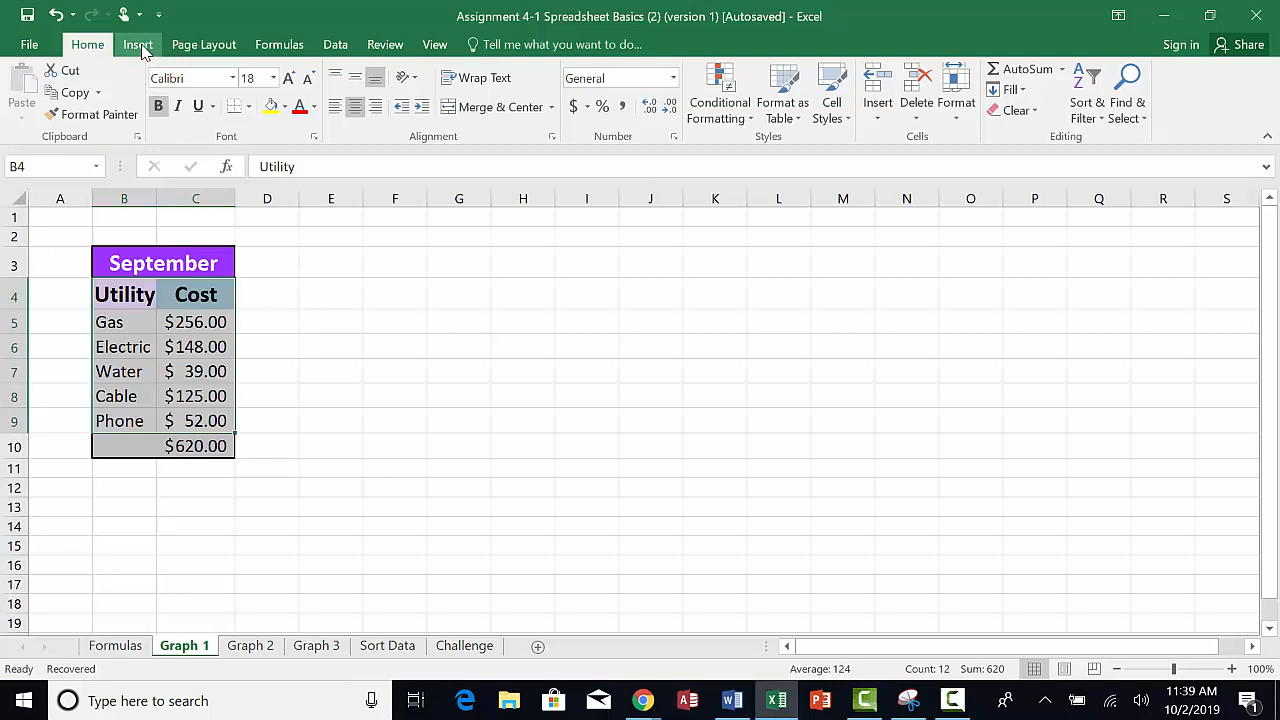 Assignment 4-1 Spreadsheet Basics (2) (version 1) [Autosaved] - Excel
File Home Insert Page Layout Formulas Data Review View Tell me what you want to do... Sign in Share
Paste
Cut
Copy
Format Painter
Clipboard
Calibri 18
B I U
Font
Wrap Text
Merge & Center
Alignment
General
$ % ,
Number
Conditional Formatting
Format as Table
Cell Styles
Styles
Insert Delete Format
Cells
AutoSum
Fill
Clear
Sort & Filter
Find & Select
Editing
B4 fx Utility
A B C D E F G H I J K L M N O P Q R S
1
2
3 September
4 Utility Cost
5 Gas $256.00
6 Electric $148.00
7 Water $ 39.00
8 Cable $125.00
9 Phone $ 52.00
10 $620.00
11
12
13
14
15
16
17
18
19
Formulas Graph 1 Graph 2 Graph 3 Sort Data Challenge
Ready Recovered Average: 124 Count: 12 Sum: 620 100%
Type here to search
11:39 AM
10/2/2019